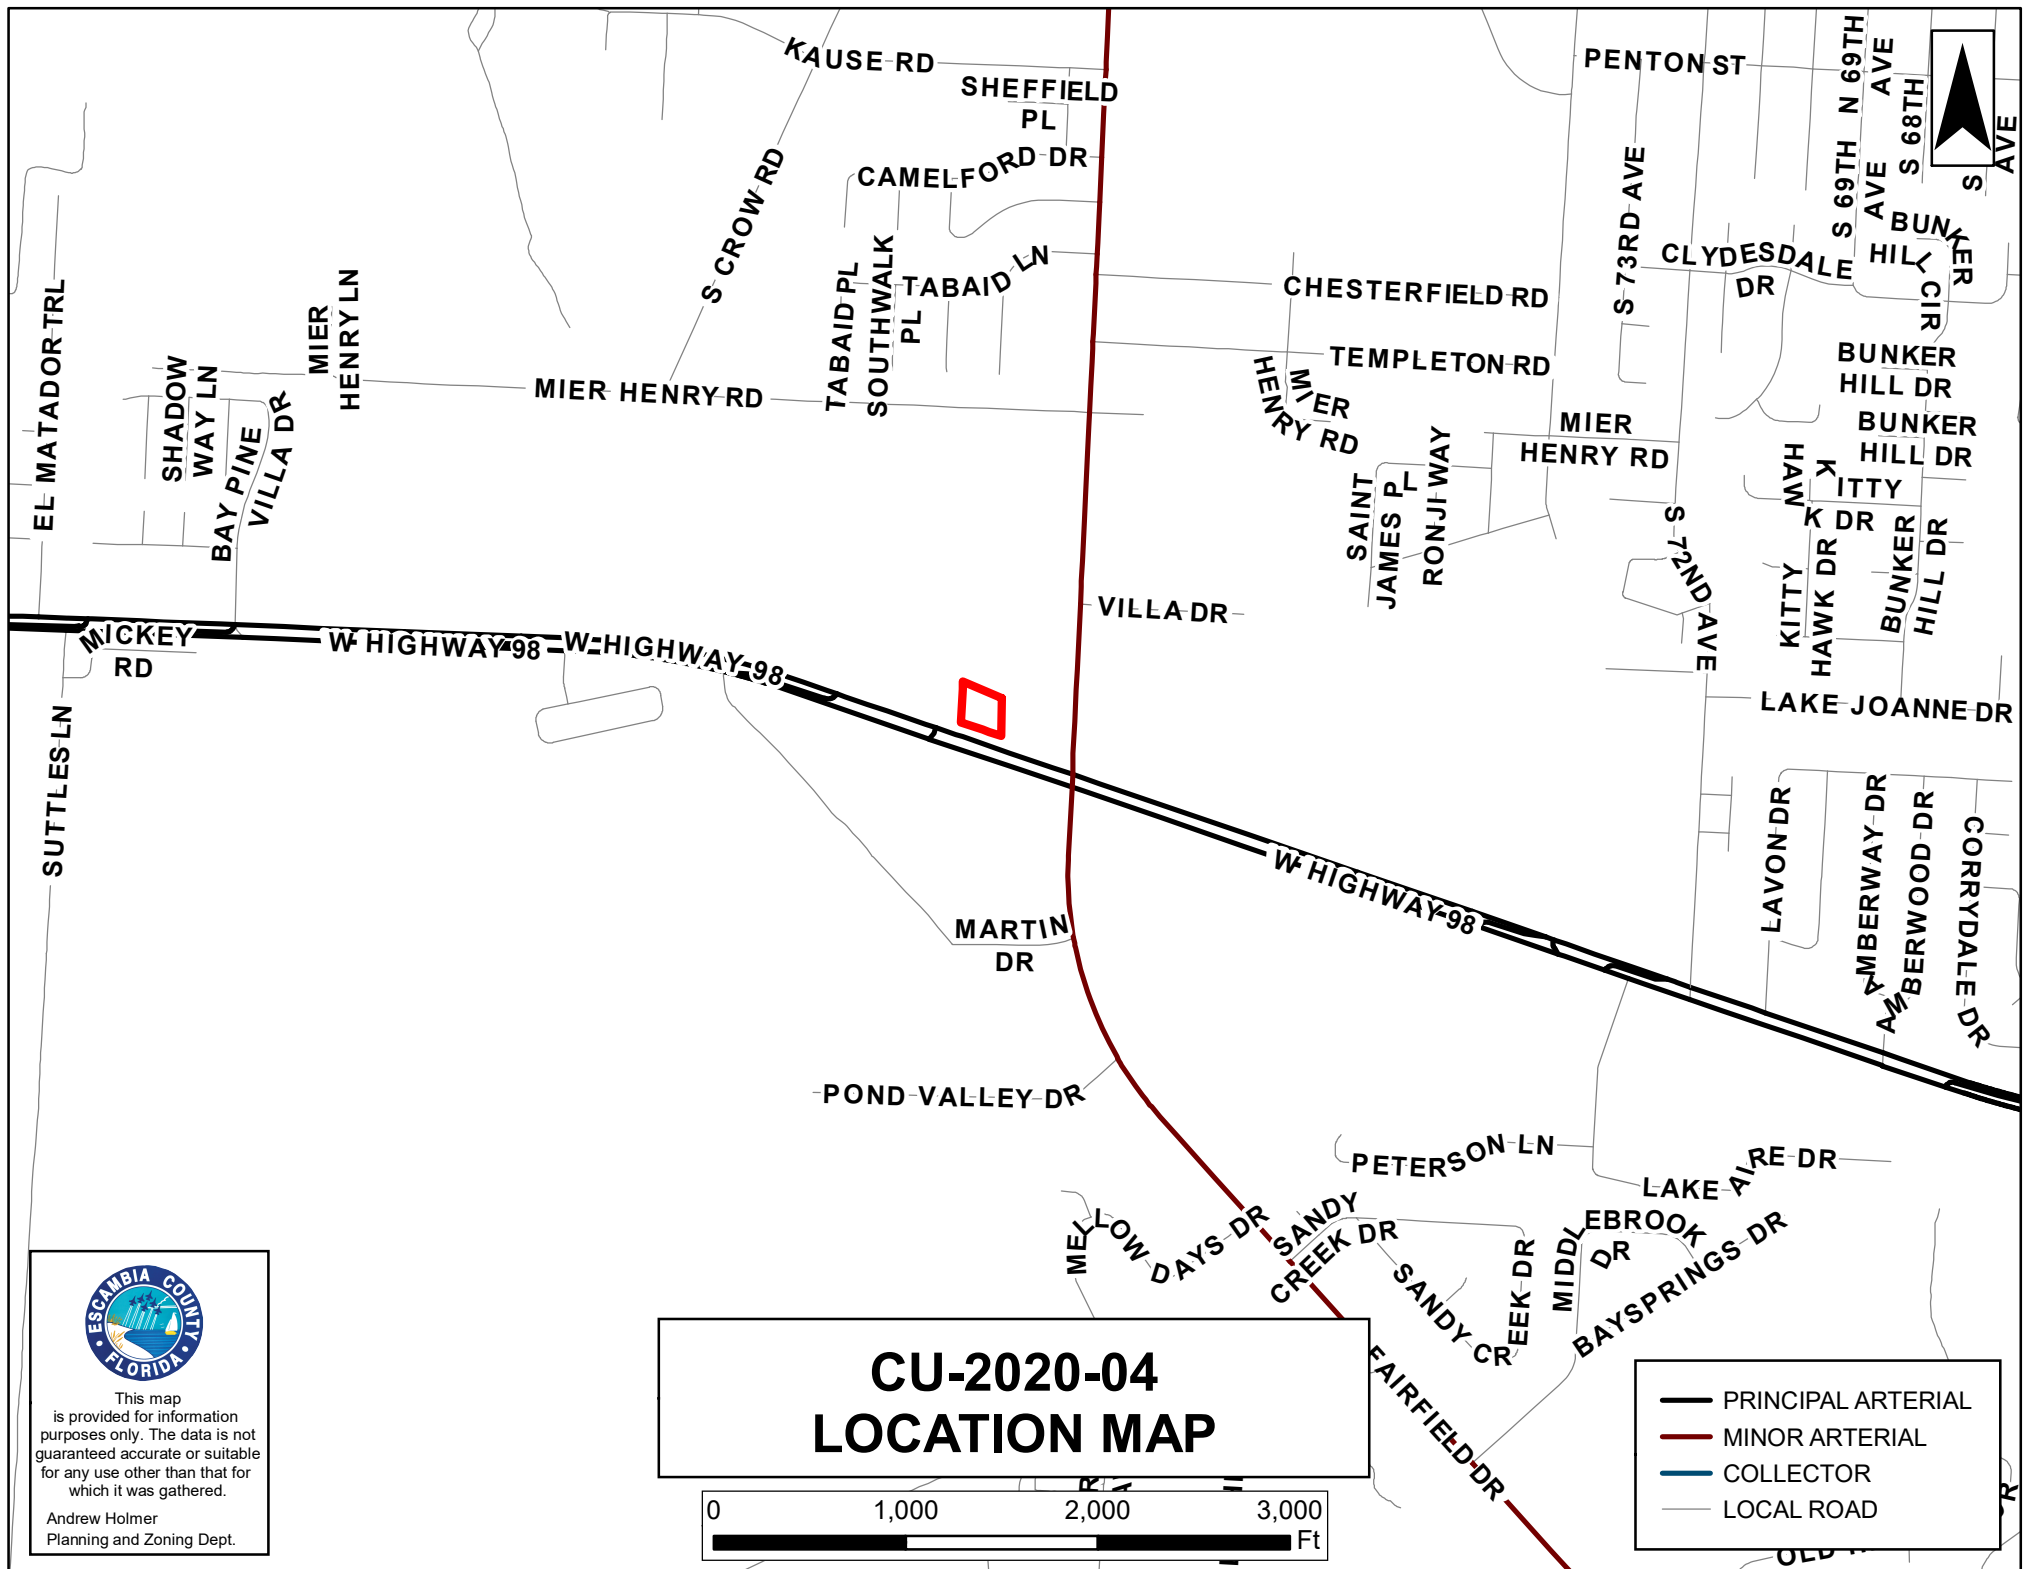 KAUSE RD
SHEFFIELD
PL
CAMELFORD DR
S CROW RD
TABAID PL
SOUTHWALK
PL
TABAID LN
PENTON ST
N 69TH
AVE
S 69TH
AVE
S 68TH
AVE
S
S 73RD AVE
CLYDESDALE
DR
BUNKER
HILL CIR
CHESTERFIELD RD
TEMPLETON RD
BUNKER
HILL DR
BUNKER
HILL DR
EL MATADOR TRL
SHADOW
WAY LN
BAY PINE
VILLA DR
MIER
HENRY LN
MIER HENRY RD
MIER
HENRY RD
MIER
HENRY RD
SAINT
JAMES PL
RONJI WAY
KITTY
HAWK DR
KITTY
HAWK DR
BUNKER
HILL DR
S 72ND AVE
VILLA DR
MICKEY
RD
W HIGHWAY 98
W HIGHWAY 98
LAKE JOANNE DR
SUTTLES LN
W HIGHWAY 98
LAVON DR
AMBERWAY DR
AMBERWOOD DR
CORRYDALE DR
MARTIN
DR
POND VALLEY DR
PETERSON LN
LAKE AIRE DR
MELLOW DAYS DR
SANDY
CREEK DR
SANDY CREEK DR
MIDDLEBROOK
DR
BAYSPRINGS DR
FAIRFIELD DR
ESCAMBIA COUNTY
FLORIDA
This map
is provided for information
purposes only. The data is not
guaranteed accurate or suitable
for any use other than that for
which it was gathered.
Andrew Holmer
Planning and Zoning Dept.
CU-2020-04
LOCATION MAP
0 1,000 2,000 3,000
Ft
PRINCIPAL ARTERIAL
MINOR ARTERIAL
COLLECTOR
LOCAL ROAD